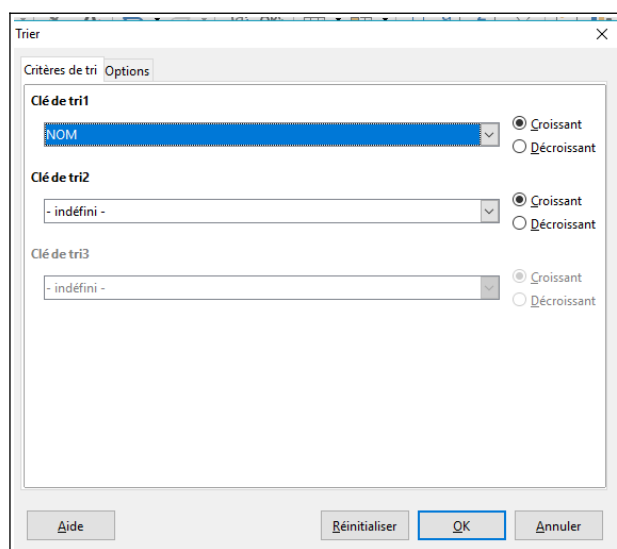 Trier
Critères de tri Options
Clé de tri1
NOM
Croissant
Décroissant
Clé de tri2
- indéfini -
Croissant
Décroissant
Clé de tri3
- indéfini -
Croissant
Décroissant
Aide Réinitialiser OK Annuler